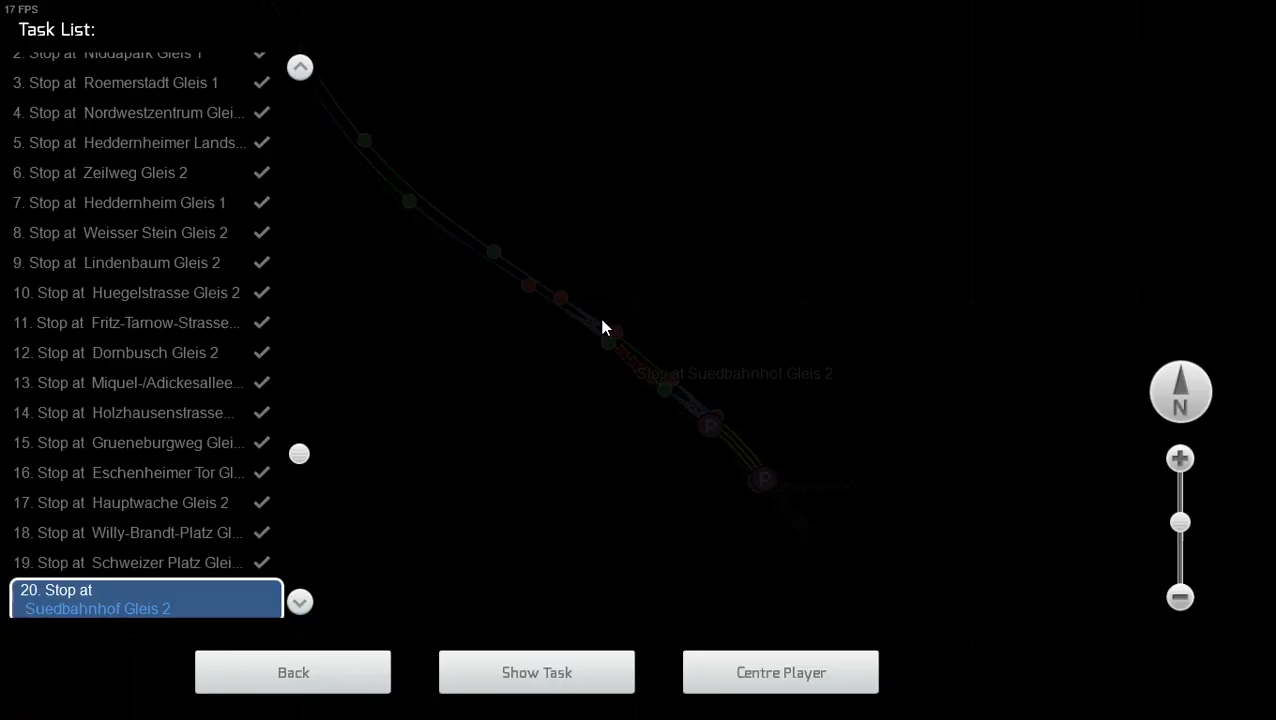 17 FPS
Task List:
2. Stop at Niddapark Gleis 1
3. Stop at Roemerstadt Gleis 1
4. Stop at Nordwestzentrum Glei...
5. Stop at Heddernheimer Lands...
6. Stop at Zeilweg Gleis 2
7. Stop at Heddernheim Gleis 1
8. Stop at Weisser Stein Gleis 2
9. Stop at Lindenbaum Gleis 2
10. Stop at Huegelstrasse Gleis 2
11. Stop at Fritz-Tarnow-Strasse...
12. Stop at Dornbusch Gleis 2
13. Stop at Miquel-/Adickesallee...
14. Stop at Holzhausenstrasse...
15. Stop at Grueneburgweg Glei...
16. Stop at Eschenheimer Tor Gl...
17. Stop at Hauptwache Gleis 2
18. Stop at Willy-Brandt-Platz Gl...
19. Stop at Schweizer Platz Glei...
20. Stop at
Suedbahnhof Gleis 2
Stop at Suedbahnhof Gleis 2
P
P
N
Back
Show Task
Centre Player